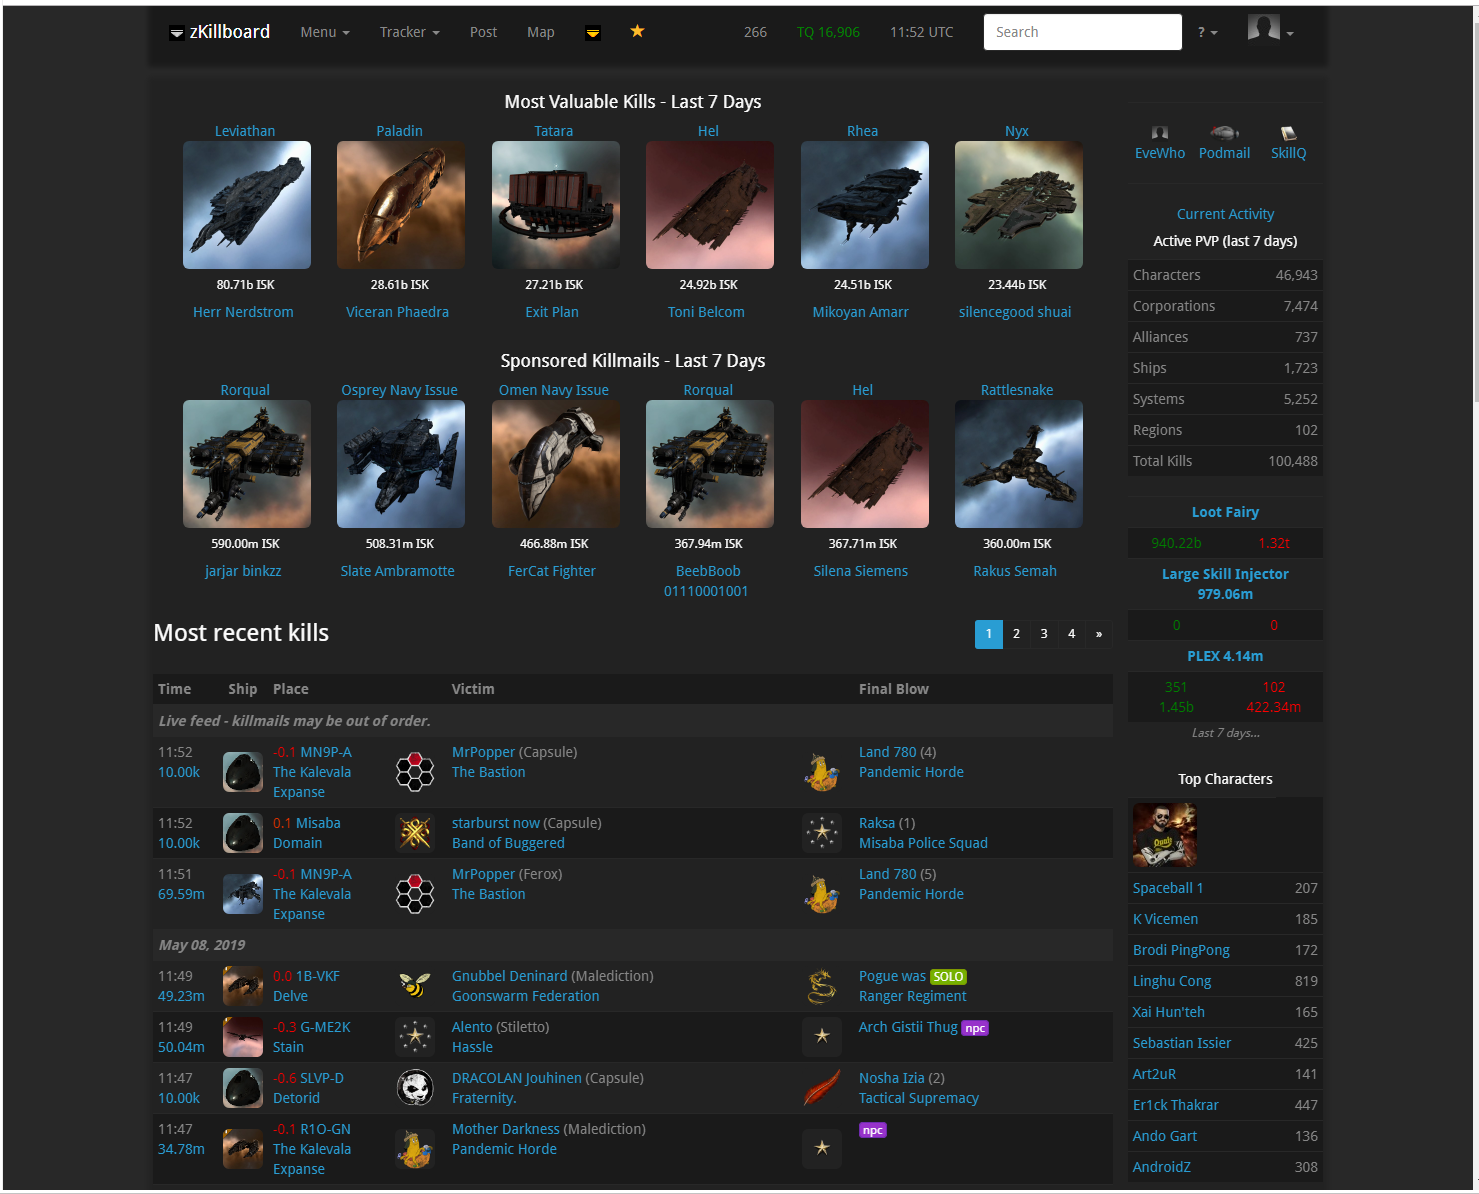 zKillboard Menu Tracker Post Map 266 TQ 16,906 11:52 UTC Search ?
Most Valuable Kills - Last 7 Days
Leviathan Paladin Tatara Hel Rhea Nyx
80.71b ISK 28.61b ISK 27.21b ISK 24.92b ISK 24.51b ISK 23.44b ISK
Herr Nerdstrom Viceran Phaedra Exit Plan Toni Belcom Mikoyan Amarr silencegood shuai
Sponsored Killmails - Last 7 Days
Rorqual Osprey Navy Issue Omen Navy Issue Rorqual Hel Rattlesnake
590.00m ISK 508.31m ISK 466.88m ISK 367.94m ISK 367.71m ISK 360.00m ISK
jarjar binkzz Slate Ambramotte FerCat Fighter BeebBoob Silena Siemens Rakus Semah
01110001001
Most recent kills 1 2 3 4 »
Time Ship Place Victim Final Blow
Live feed - killmails may be out of order.
11:52 -0.1 MN9P-A MrPopper (Capsule) Land 780 (4)
10.00k The Kalevala The Bastion Pandemic Horde
Expanse
11:52 0.1 Misaba starburst now (Capsule) Raksa (1)
10.00k Domain Band of Buggered Misaba Police Squad
11:51 -0.1 MN9P-A MrPopper (Ferox) Land 780 (5)
69.59m The Kalevala The Bastion Pandemic Horde
Expanse
May 08, 2019
11:49 0.0 1B-VKF Gnubbel Deninard (Malediction) Pogue was SOLO
49.23m Delve Goonswarm Federation Ranger Regiment
11:49 -0.3 G-ME2K Alento (Stiletto) Arch Gistii Thug npc
50.04m Stain Hassle
11:47 -0.6 SLVP-D DRACOLAN Jouhinen (Capsule) Nosha Izia (2)
10.00k Detorid Fraternity. Tactical Supremacy
11:47 -0.1 R1O-GN Mother Darkness (Malediction) npc
34.78m The Kalevala Pandemic Horde
Expanse
EveWho Podmail SkillQ
Current Activity
Active PVP (last 7 days)
Characters 46,943
Corporations 7,474
Alliances 737
Ships 1,723
Systems 5,252
Regions 102
Total Kills 100,488
Loot Fairy
940.22b 1.32t
Large Skill Injector
979.06m
0 0
PLEX 4.14m
351 102
1.45b 422.34m
Last 7 days...
Top Characters
Spaceball 1 207
K Vicemen 185
Brodi PingPong 172
Linghu Cong 819
Xai Hun'teh 165
Sebastian Issier 425
Art2uR 141
Er1ck Thakrar 447
Ando Gart 136
AndroidZ 308